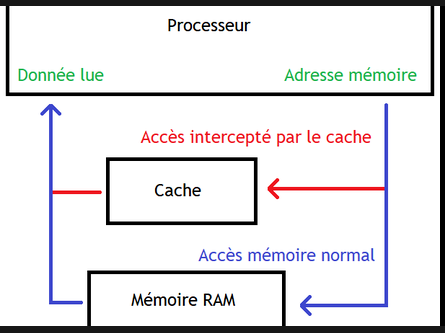 Processeur
Donnée lue
Adresse mémoire
Accès intercepté par le cache
Cache
Accès mémoire normal
Mémoire RAM